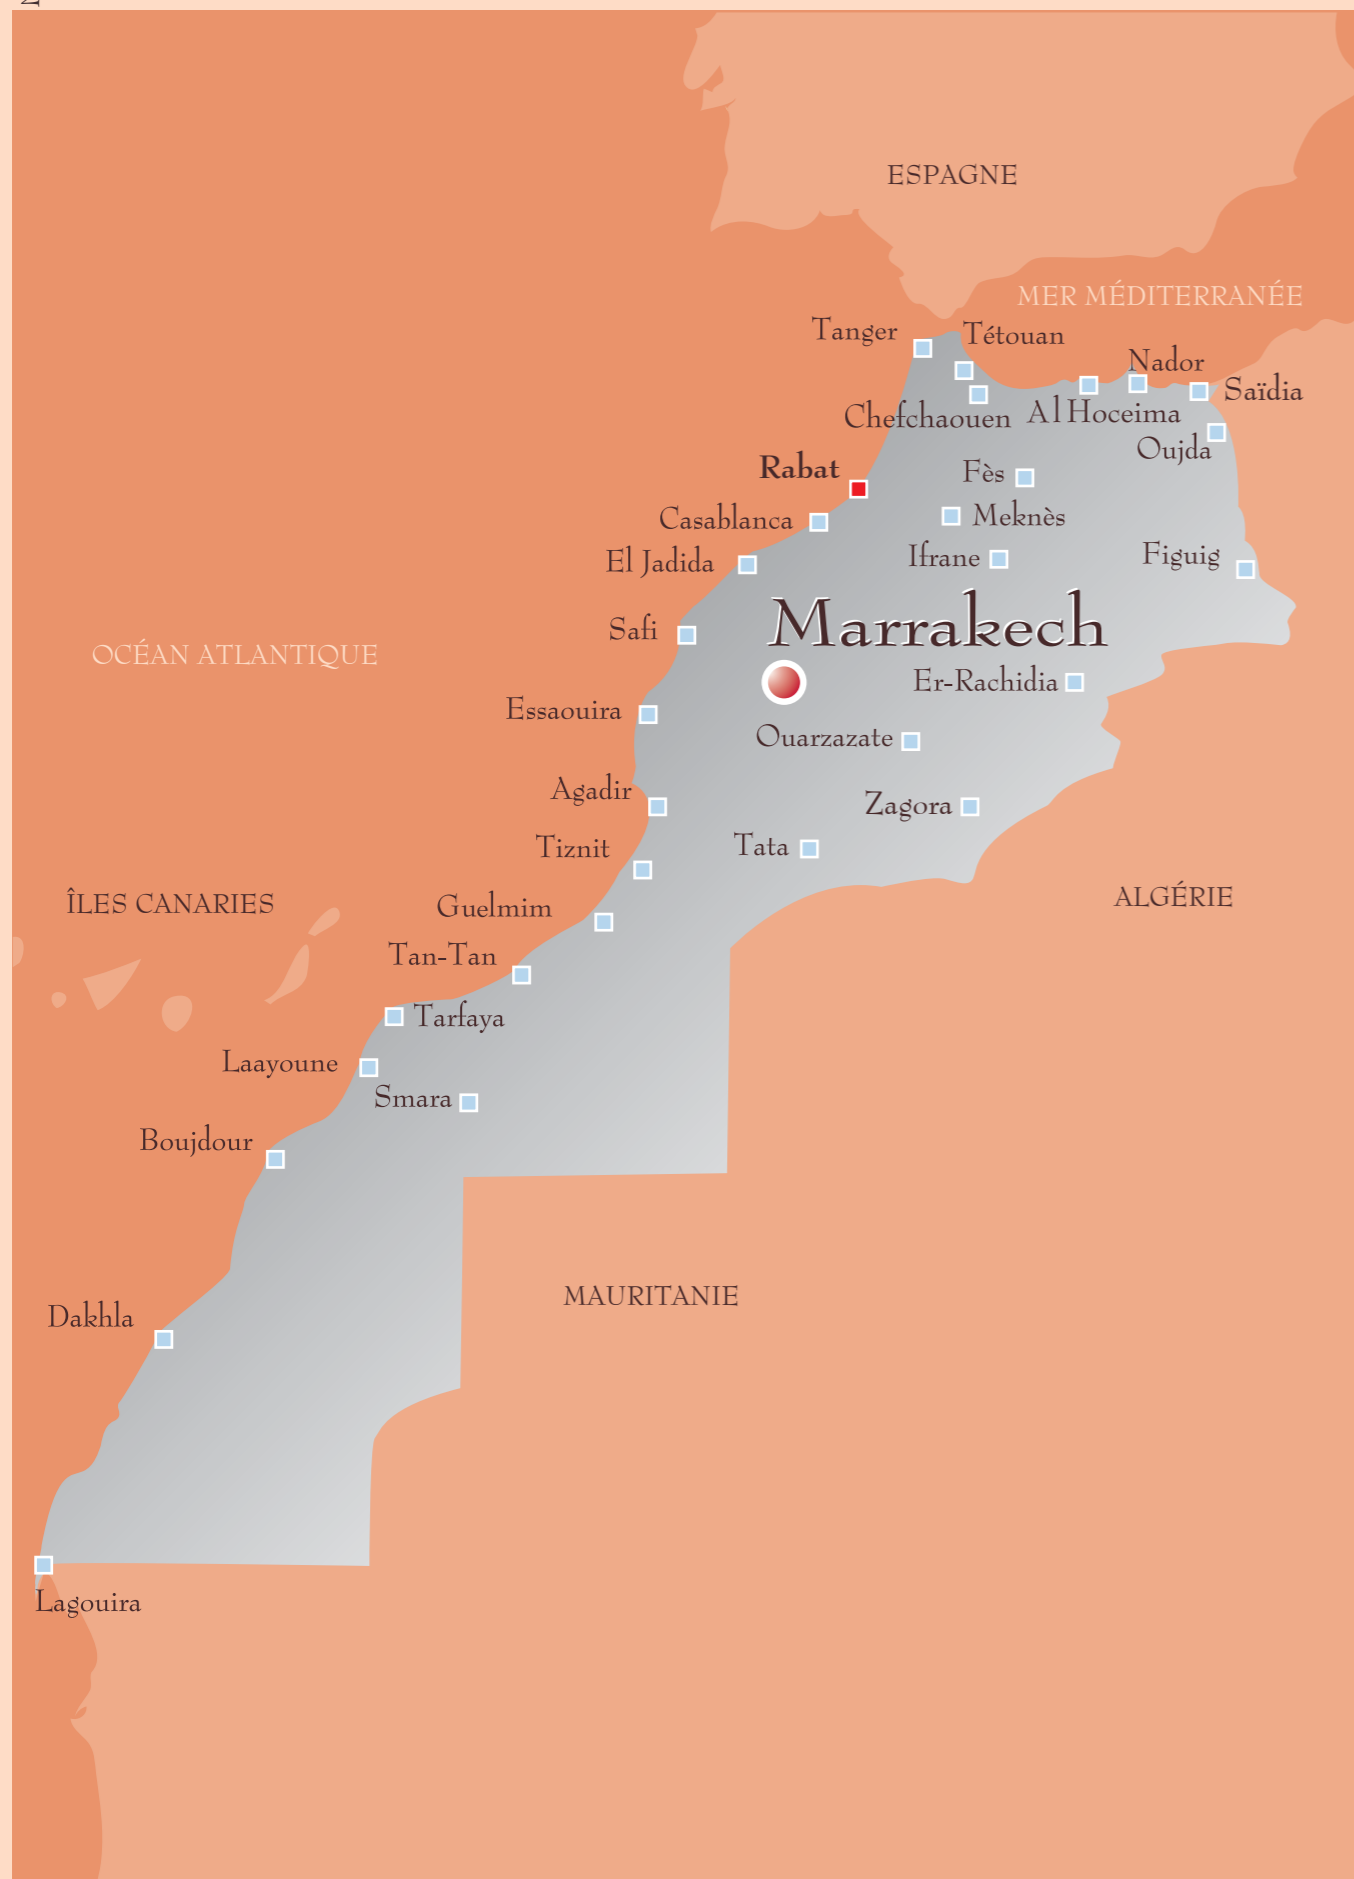 ESPAGNE
MER MÉDITERRANÉE
Tanger
Tétouan
Nador
Saïdia
Chefchaouen
Al Hoceima
Oujda
Rabat
Fès
Casablanca
Meknès
El Jadida
Ifrane
Figuig
Marrakech
Safi
OCÉAN ATLANTIQUE
Er-Rachidia
Essaouira
Ouarzazate
Agadir
Zagora
Tiznit
Tata
ALGÉRIE
ÎLES CANARIES
Guelmim
Tan-Tan
Tarfaya
Laayoune
Smara
Boujdour
MAURITANIE
Dakhla
Lagouira